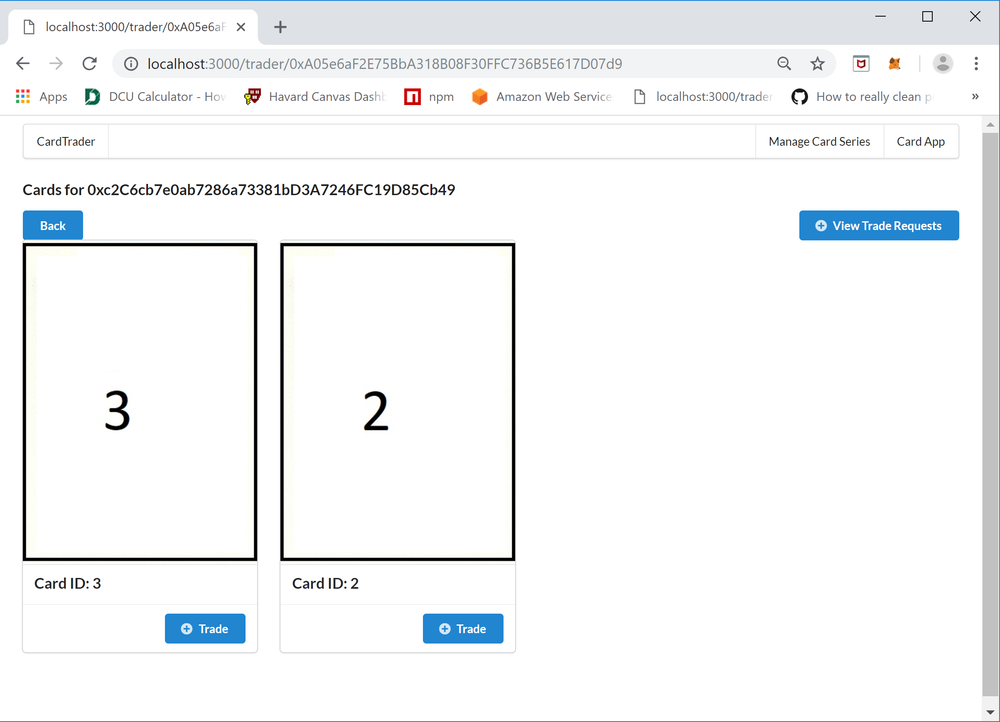 localhost:3000/trader/0xA05e6aF
localhost:3000/trader/0xA05e6aF2E75BbA318B08F30FFC736B5E617D07d9
Apps DCU Calculator - How Havard Canvas Dashb npm Amazon Web Services localhost:3000/trader How to really clean p »
CardTrader Manage Card Series Card App
Cards for 0xc2C6cb7e0ab7286a73381bD3A7246FC19D85Cb49
Back View Trade Requests
3 2
Card ID: 3 Card ID: 2
Trade Trade